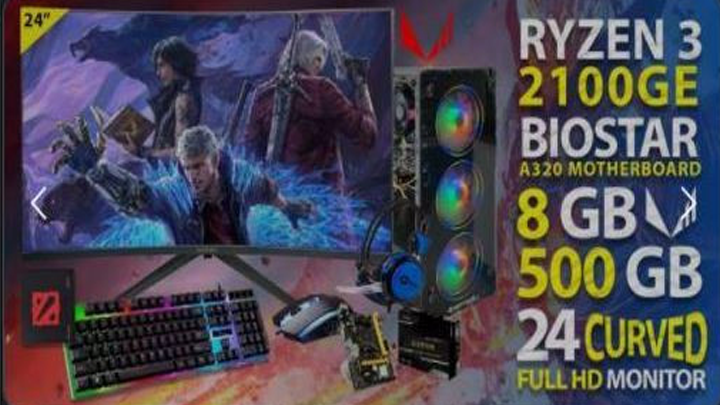 24"
RYZEN 3
2100GE
BIOSTAR
A320 MOTHERBOARD
8 GB
500 GB
24 CURVED
FULL HD MONITOR